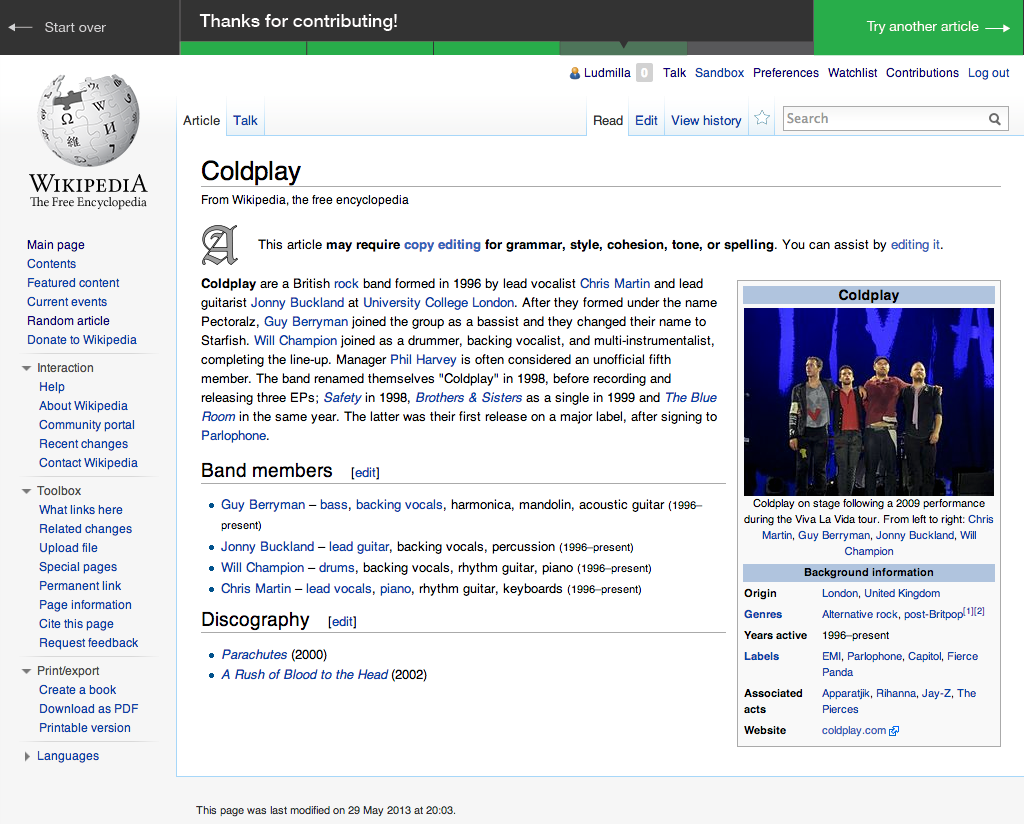 Start over
Thanks for contributing!
Try another article
Ludmilla 0 Talk Sandbox Preferences Watchlist Contributions Log out
Article Talk Read Edit View history Search
WIKIPEDIA
The Free Encyclopedia
Main page
Contents
Featured content
Current events
Random article
Donate to Wikipedia
Interaction
Help
About Wikipedia
Community portal
Recent changes
Contact Wikipedia
Toolbox
What links here
Related changes
Upload file
Special pages
Permanent link
Page information
Cite this page
Request feedback
Print/export
Create a book
Download as PDF
Printable version
Languages
Coldplay
From Wikipedia, the free encyclopedia
This article may require copy editing for grammar, style, cohesion, tone, or spelling. You can assist by editing it.
Coldplay are a British rock band formed in 1996 by lead vocalist Chris Martin and lead
guitarist Jonny Buckland at University College London. After they formed under the name
Pectoralz, Guy Berryman joined the group as a bassist and they changed their name to
Starfish. Will Champion joined as a drummer, backing vocalist, and multi-instrumentalist,
completing the line-up. Manager Phil Harvey is often considered an unofficial fifth
member. The band renamed themselves "Coldplay" in 1998, before recording and
releasing three EPs; Safety in 1998, Brothers & Sisters as a single in 1999 and The Blue
Room in the same year. The latter was their first release on a major label, after signing to
Parlophone.
Band members [edit]
• Guy Berryman – bass, backing vocals, harmonica, mandolin, acoustic guitar (1996–
present)
• Jonny Buckland – lead guitar, backing vocals, percussion (1996–present)
• Will Champion – drums, backing vocals, rhythm guitar, piano (1996–present)
• Chris Martin – lead vocals, piano, rhythm guitar, keyboards (1996–present)
Discography [edit]
• Parachutes (2000)
• A Rush of Blood to the Head (2002)
Coldplay
Coldplay on stage following a 2009 performance
during the Viva La Vida tour. From left to right: Chris
Martin, Guy Berryman, Jonny Buckland, Will
Champion
Background information
Origin London, United Kingdom
Genres Alternative rock, post-Britpop[1][2]
Years active 1996–present
Labels EMI, Parlophone, Capitol, Fierce
Panda
Associated Apparatjik, Rihanna, Jay-Z, The
acts Pierces
Website coldplay.com
This page was last modified on 29 May 2013 at 20:03.